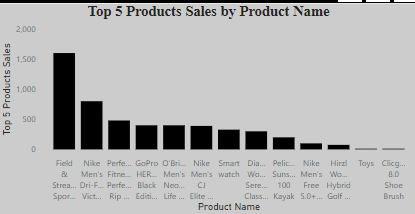 Top 5 Products Sales by Product Name
Top 5 Products Sales
2,000
1,500
1,000
500
0
Field & Strea... Spor...
Nike Men's Dri-F... Vict...
Perfe... Fitne... Perfe... Rip ...
GoPro HER... Black Editi...
O'Bri... Men's Neo... Life ...
Nike Men's CJ Elite ...
Smart watch
Dia... Wo... Sere... Class...
Pelic... Suns... 100 Kayak
Nike Men's Free 5.0+...
Hirzl Wo... Hybrid Golf ...
Toys
Clicg... 8.0 Shoe Brush
Product Name